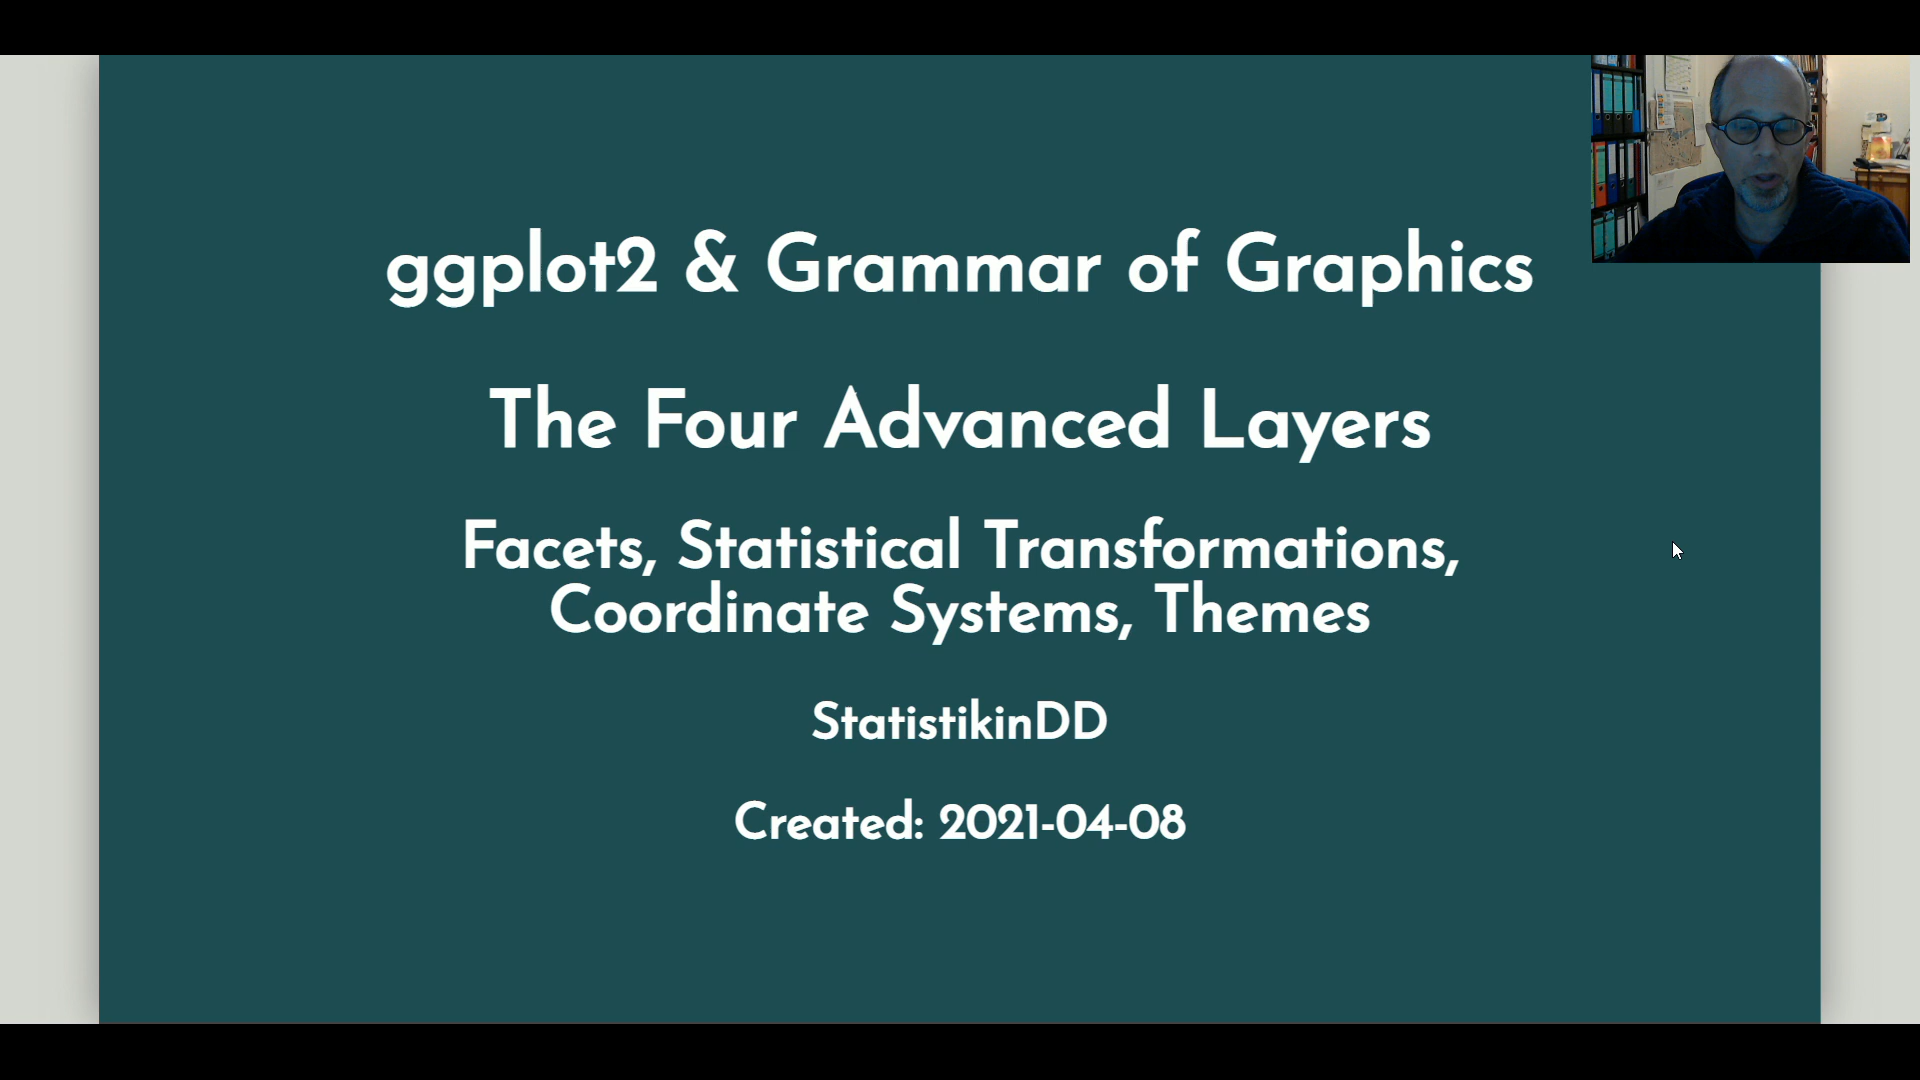 ggplot2 & Grammar of Graphics
The Four Advanced Layers
Facets, Statistical Transformations,
Coordinate Systems, Themes
StatistikinDD
Created: 2021-04-08